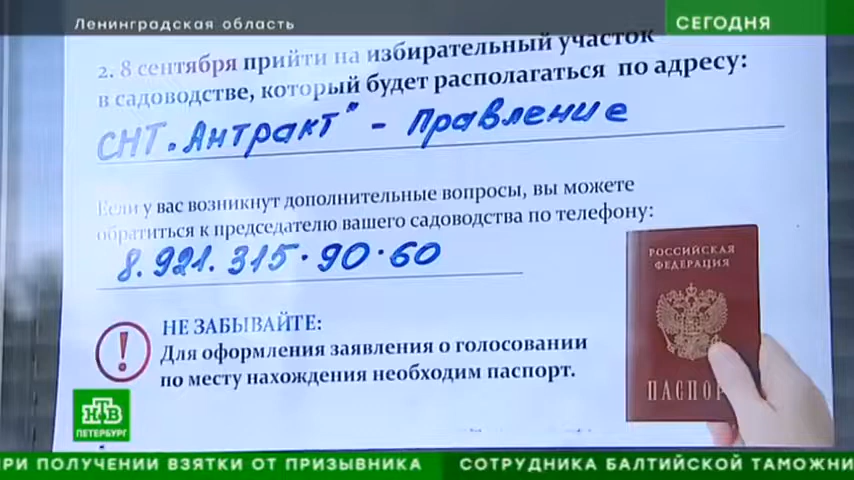 Ленинградская область
СЕГОДНЯ
2. 8 сентября прийти на избирательный участок
в садоводстве, который будет располагаться по адресу:
СНТ "Антракт" - Правление
Если у вас возникнут дополнительные вопросы, вы можете
обратиться к председателю вашего садоводства по телефону:
8.921.315.90.60
РОССИЙСКАЯ
ФЕДЕРАЦИЯ
ПАСПОР
НЕ ЗАБЫВАЙТЕ:
Для оформления заявления о голосовании
по месту нахождения необходим паспорт.
НТВ
ПЕТЕРБУРГ
ПРИ ПОЛУЧЕНИИ ВЗЯТКИ ОТ ПРИЗЫВНИКА
СОТРУДНИКА БАЛТИЙСКОЙ ТАМОЖНИ